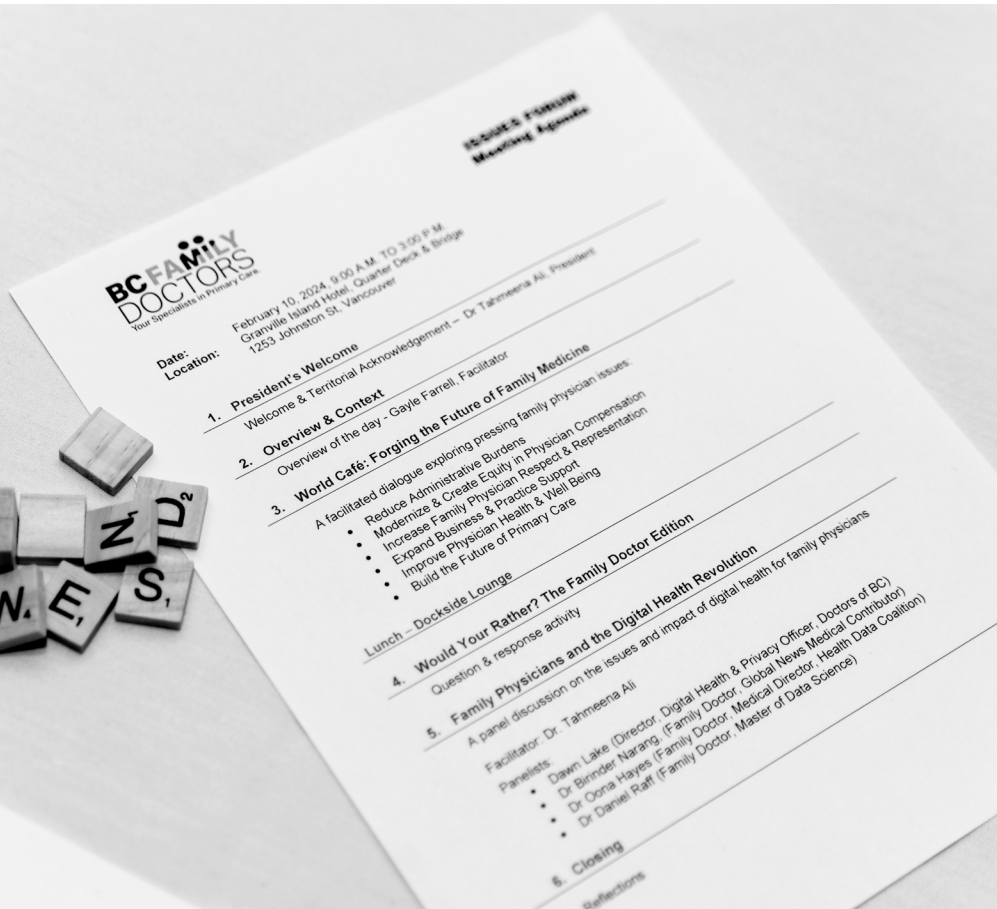 ISSUES FORUM
Meeting Agenda
BC FAMILY
DOCTORS
Your Specialists in Primary Care.
Date: February 10, 2024, 9:00 A.M. TO 3:00 P.M.
Location: Granville Island Hotel, Quarter Deck & Bridge
1253 Johnston St, Vancouver
1. President's Welcome
Welcome & Territorial Acknowledgement – Dr Tahmeena Ali, President
2. Overview & Context
Overview of the day - Gayle Farrell, Facilitator
3. World Café: Forging the Future of Family Medicine
A facilitated dialogue exploring pressing family physician issues:
• Reduce Administrative Burdens
• Modernize & Create Equity in Physician Compensation
• Increase Family Physician Respect & Representation
• Expand Business & Practice Support
• Improve Physician Health & Well Being
• Build the Future of Primary Care
Lunch – Dockside Lounge
4. Would Your Rather? The Family Doctor Edition
Question & response activity
5. Family Physicians and the Digital Health Revolution
A panel discussion on the issues and impact of digital health for family physicians
Facilitator: Dr. Tahmeena Ali
Panelists:
• Dawn Lake (Director, Digital Health & Privacy Officer, Doctors of BC)
• Dr Birinder Narang, (Family Doctor, Global News Medical Contributor)
• Dr Oona Hayes (Family Doctor, Medical Director, Health Data Coalition)
• Dr Daniel Raff (Family Doctor, Master of Data Science)
6. Closing
Reflections
N1 D2
W4 E1 S1